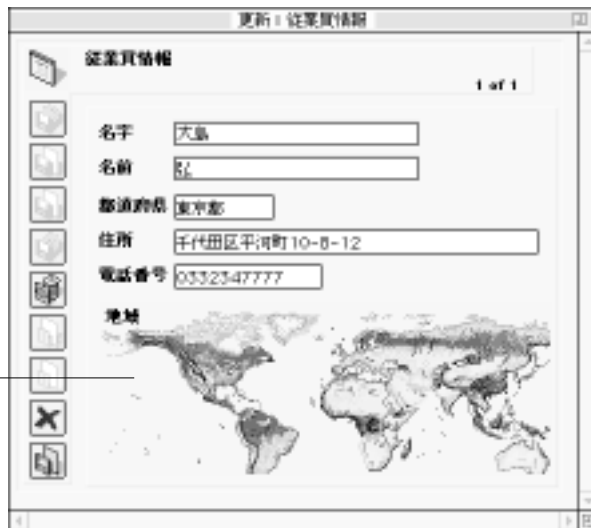 更新：従業員情報
従業員情報
1 of 1
名字 大島
名前 弘
都道府県 東京都
住所 千代田区平河町10-8-12
電話番号 0332347777
地域